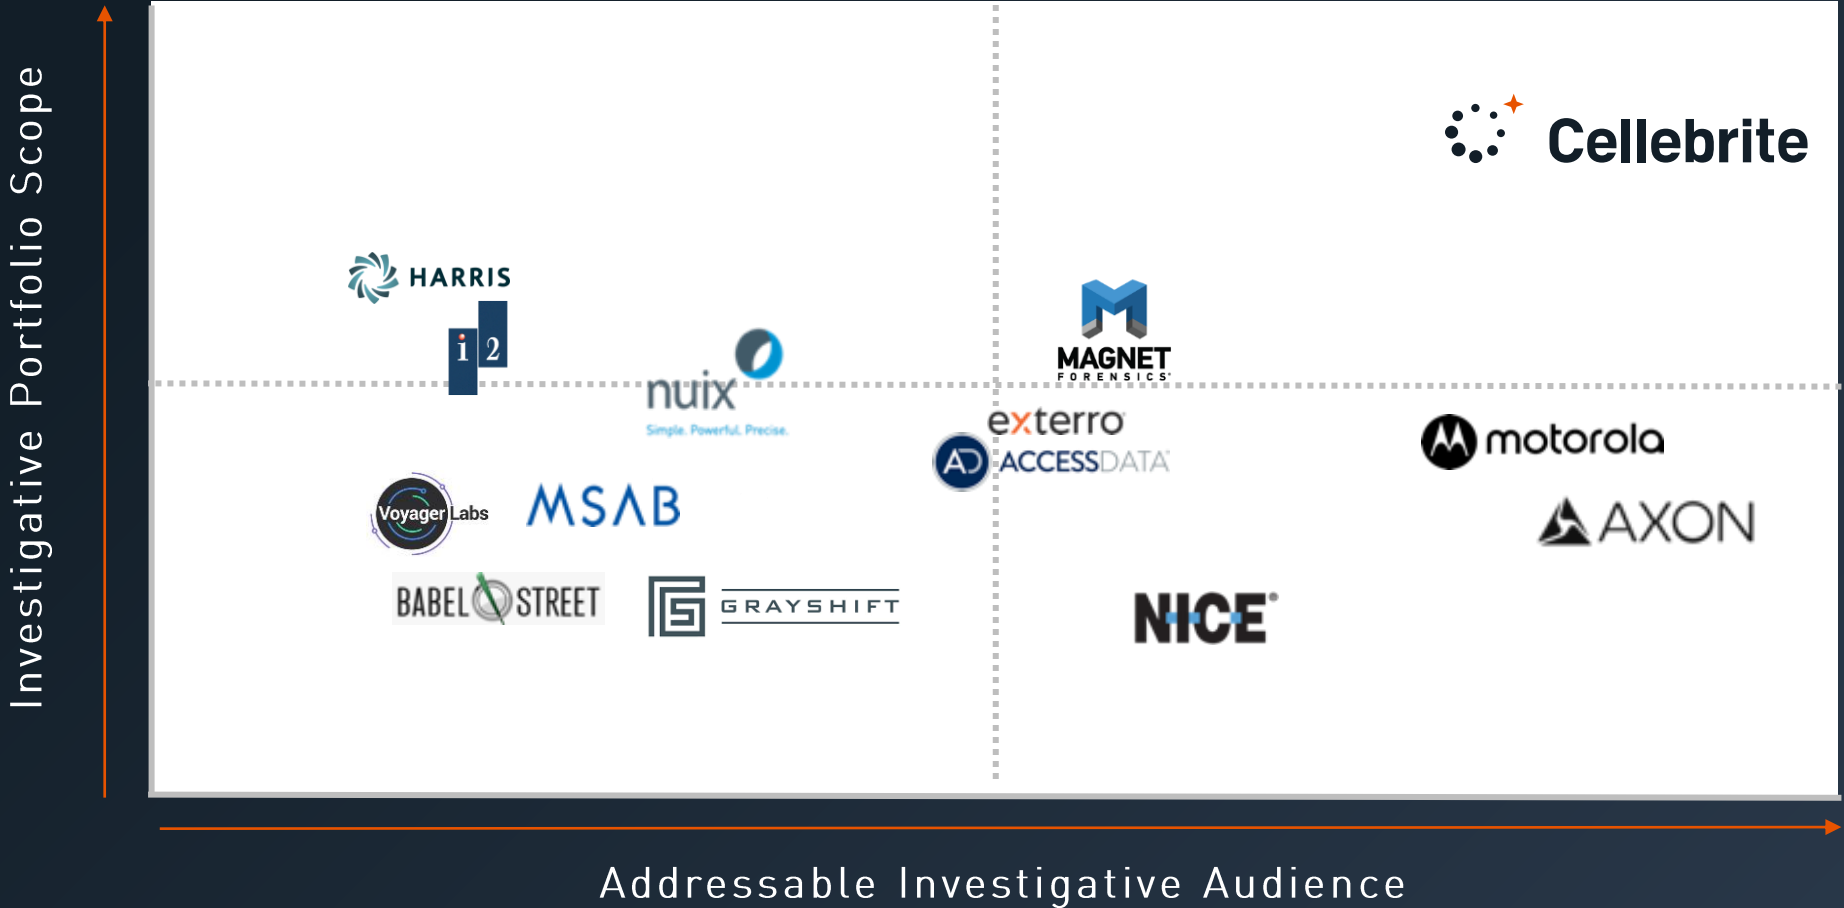 Investigative Portfolio Scope
Cellebrite
HARRIS
i2
nuix
Simple. Powerful. Precise.
MAGNET
FORENSICS®
exterro
AD ACCESSDATA
motorola
Voyager Labs
MSAB
AXON
BABEL STREET
GRAYSHIFT
NICE®
Addressable Investigative Audience